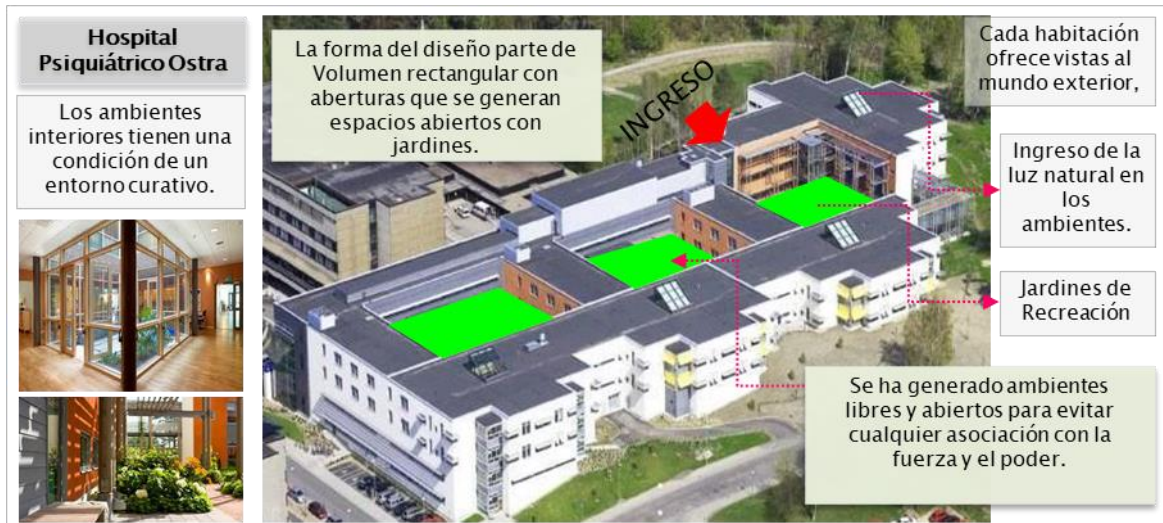 Hospital
Psiquiátrico Ostra
Los ambientes
interiores tienen una
condición de un
entorno curativo.
La forma del diseño parte de
Volumen rectangular con
aberturas que se generan
espacios abiertos con
jardines.
INGRESO
Cada habitación
ofrece vistas al
mundo exterior,
Ingreso de la
luz natural en
los
ambientes.
Jardines de
Recreación
Se ha generado ambientes
libres y abiertos para evitar
cualquier asociación con la
fuerza y el poder.